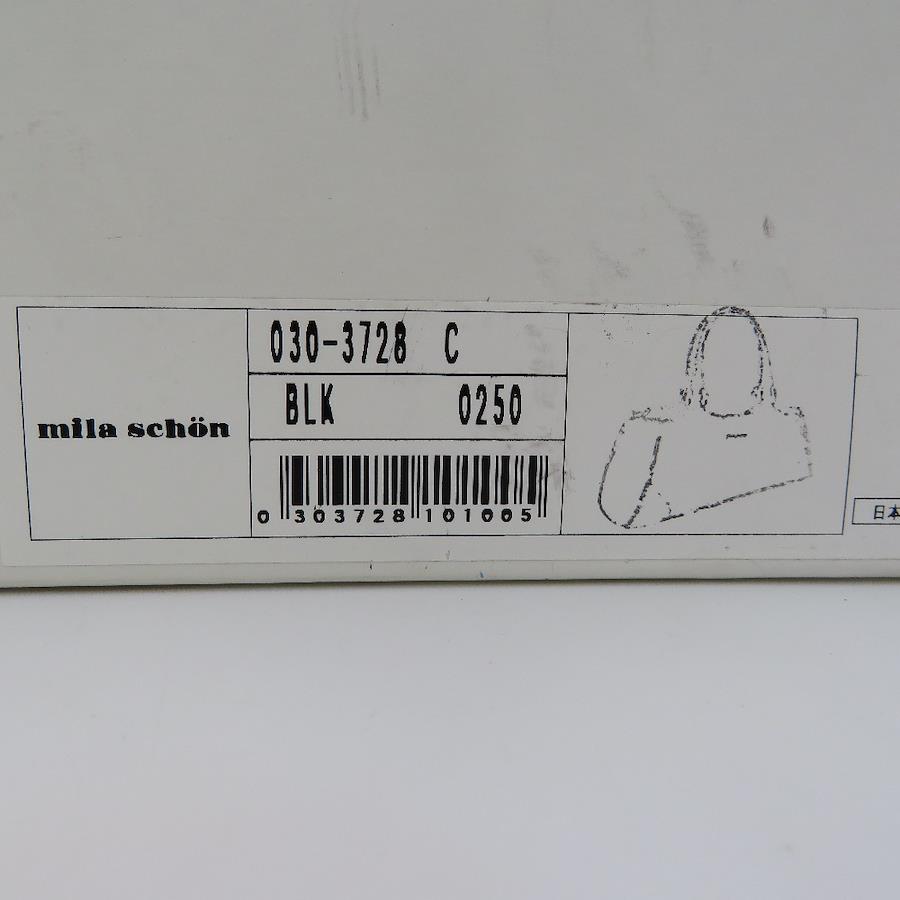 mila schön
030-3728 C
BLK 0250
0 303728 101005
日本